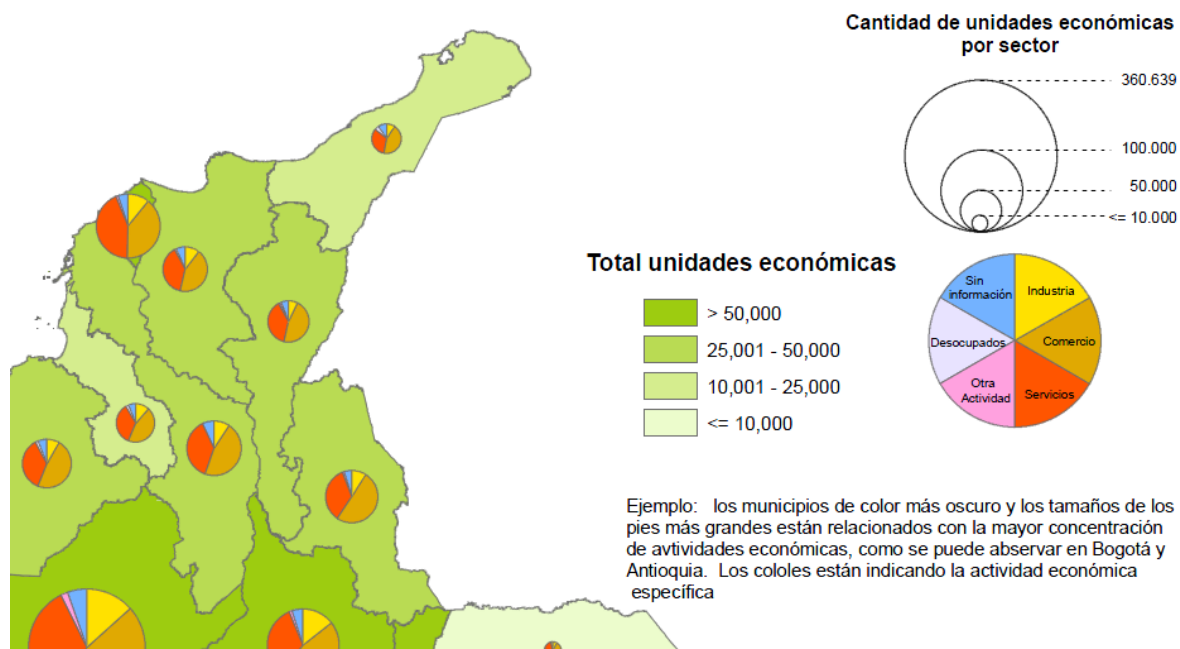 Cantidad de unidades económicas
por sector
360.639
100.000
50.000
<= 10.000
Total unidades económicas
> 50,000
25,001 - 50,000
10,001 - 25,000
<= 10,000
Sin
información
Industria
Desocupados
Comercio
Otra
Actividad
Servicios
Ejemplo: los municipios de color más oscuro y los tamaños de los
pies más grandes están relacionados con la mayor concentración
de avtividades económicas, como se puede abservar en Bogotá y
Antioquia. Los cololes están indicando la actividad económica
específica